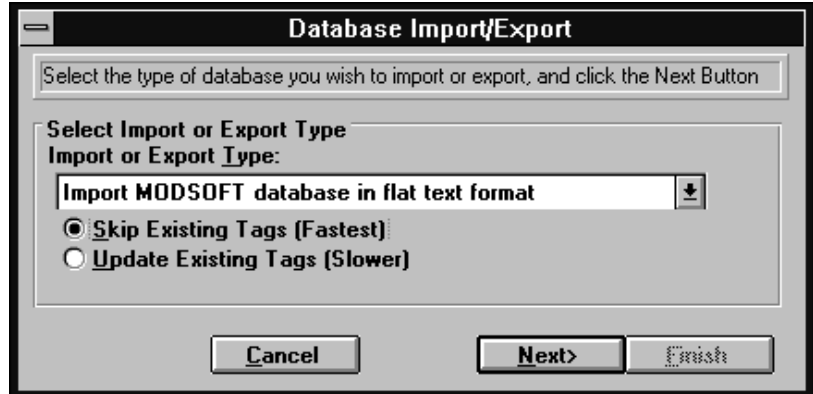 Database Import/Export
Select the type of database you wish to import or export, and click the Next Button
Select Import or Export Type
Import or Export Type:
Import MODSOFT database in flat text format
Skip Existing Tags (Fastest)
Update Existing Tags (Slower)
Cancel Next> Finish